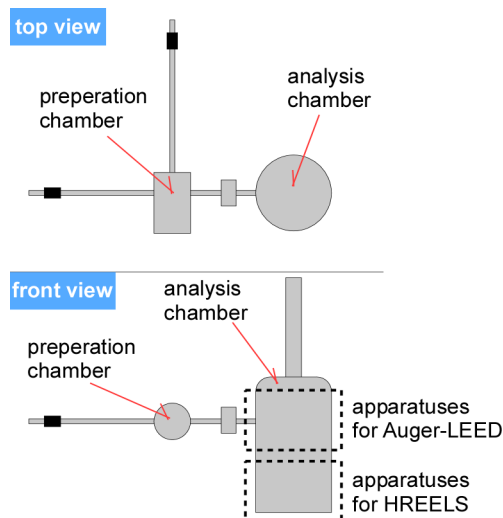 top view
preperation
chamber
analysis
chamber
front view
analysis
chamber
preperation
chamber
apparatuses
for Auger-LEED
apparatuses
for HREELS